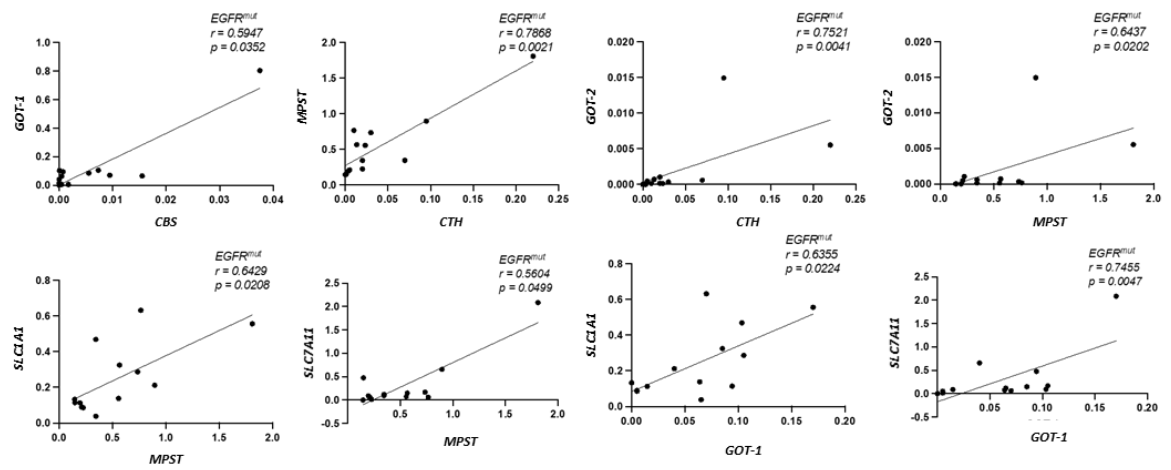 EGFRmut
r = 0.5947
p = 0.0352
GOT-1
1.0
0.8
0.6
0.4
0.2
0.0
0.00 0.01 0.02 0.03 0.04
CBS
EGFRmut
r = 0.7868
p = 0.0021
MPST
2.0
1.5
1.0
0.5
0.0
0.00 0.05 0.10 0.15 0.20 0.25
CTH
EGFRmut
r = 0.7521
p = 0.0041
GOT-2
0.020
0.015
0.010
0.005
0.000
0.00 0.05 0.10 0.15 0.20 0.25
CTH
EGFRmut
r = 0.6437
p = 0.0202
GOT-2
0.020
0.015
0.010
0.005
0.000
0.0 0.5 1.0 1.5 2.0
MPST
EGFRmut
r = 0.6429
p = 0.0208
SLC1A1
0.8
0.6
0.4
0.2
0.0
0.0 0.5 1.0 1.5 2.0
MPST
EGFRmut
r = 0.5604
p = 0.0499
SLC7A11
2.5
2.0
1.5
1.0
0.5
0.0
-0.5
0.5 1.0 1.5 2.0
MPST
EGFRmut
r = 0.6355
p = 0.0224
SLC1A1
0.8
0.6
0.4
0.2
0.0
0.00 0.05 0.10 0.15 0.20
GOT-1
EGFRmut
r = 0.7455
p = 0.0047
SLC7A11
2.5
2.0
1.5
1.0
0.5
0.0
-0.5
0.05 0.10 0.15 0.20
GOT-1